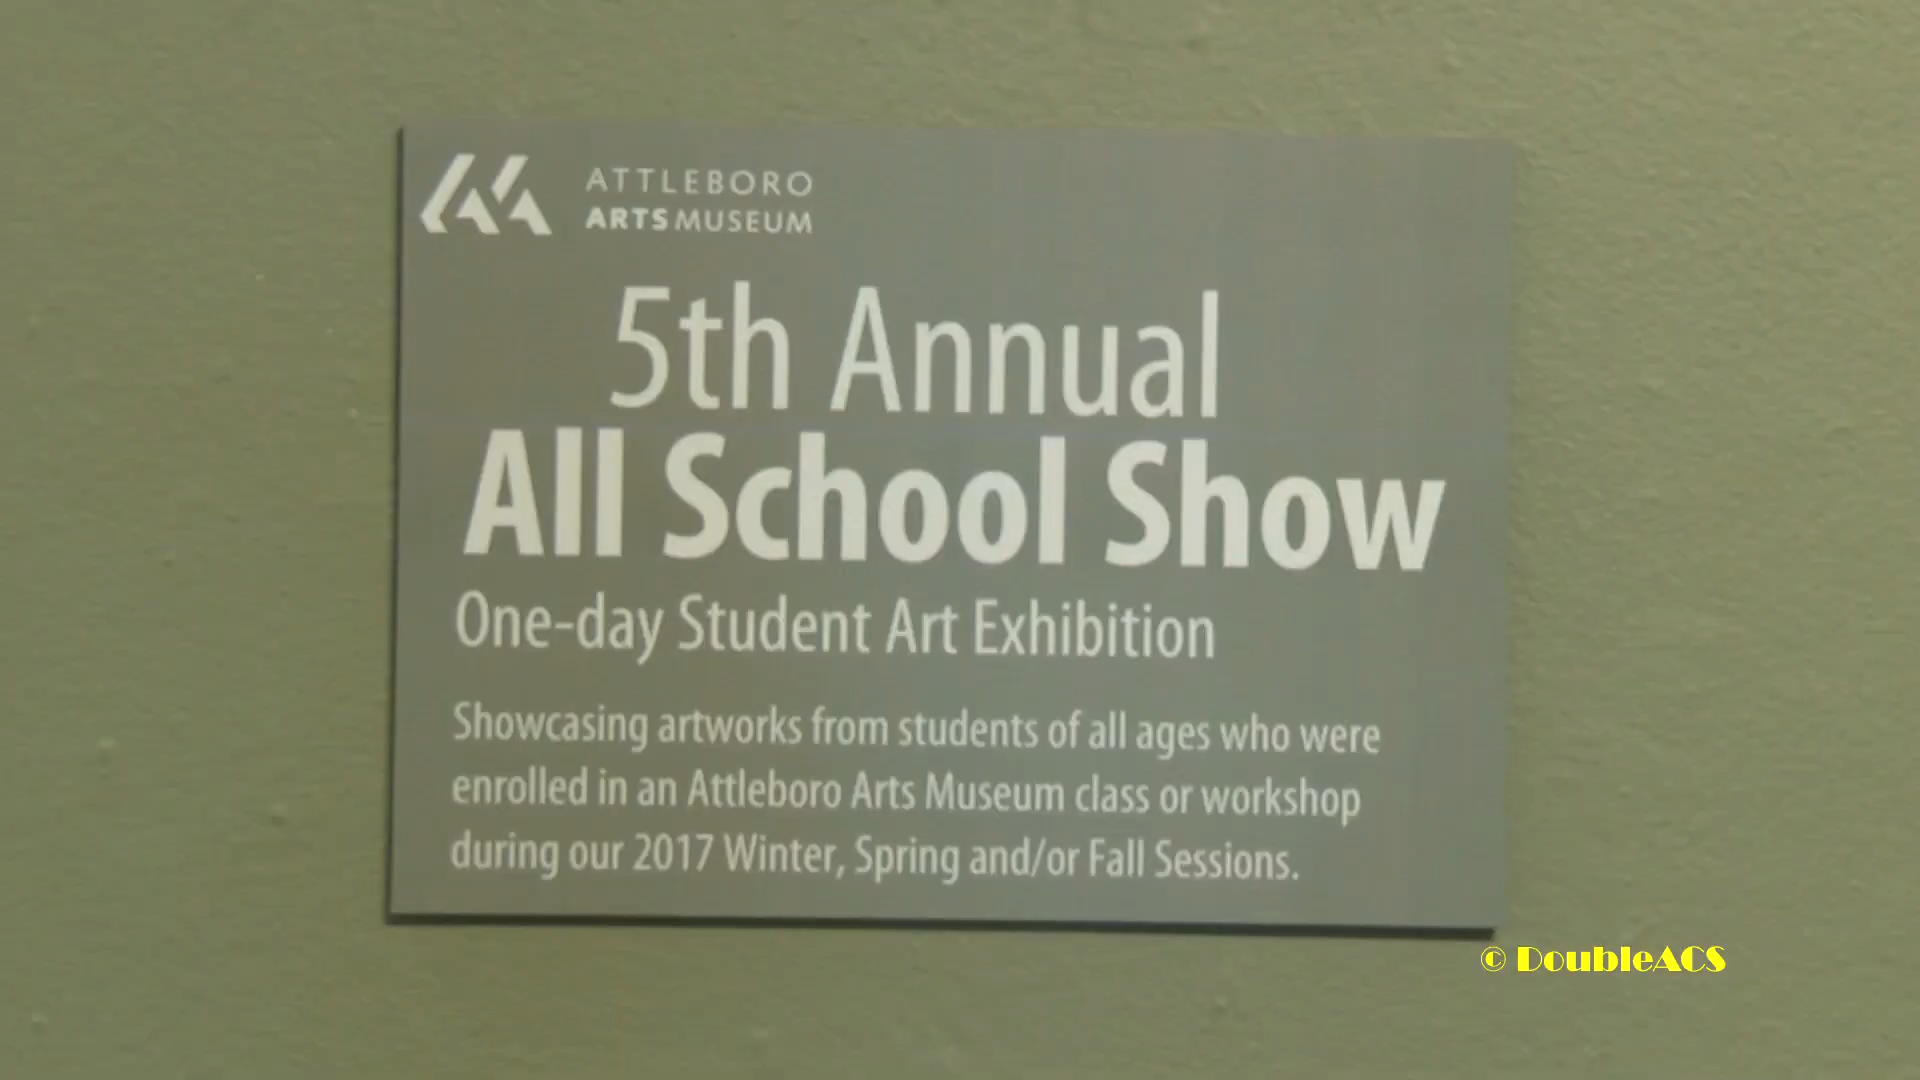 ATTLEBORO
ARTS MUSEUM
5th Annual
All School Show
One-day Student Art Exhibition
Showcasing artworks from students of all ages who were
enrolled in an Attleboro Arts Museum class or workshop
during our 2017 Winter, Spring and/or Fall Sessions.
© DoubleACS